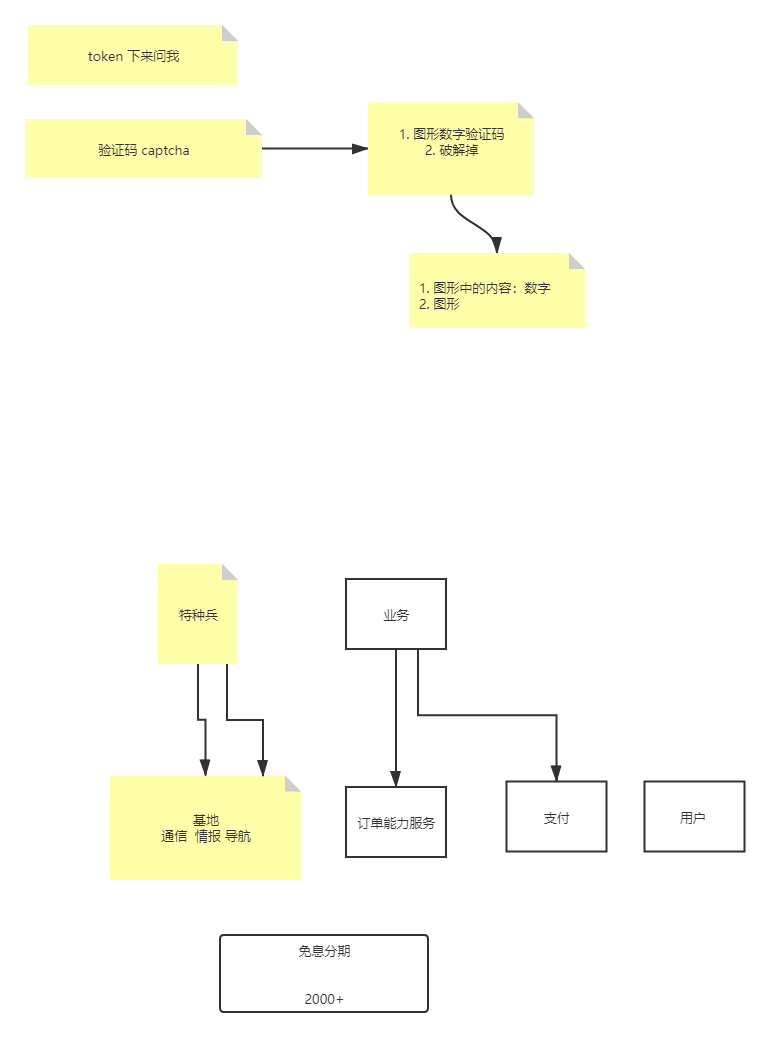 token 下来问我
验证码 captcha
1. 图形数字验证码
2. 破解掉
1. 图形中的内容：数字
2. 图形
特种兵
业务
基地
通信  情报 导航
订单能力服务
支付
用户
免息分期
2000+